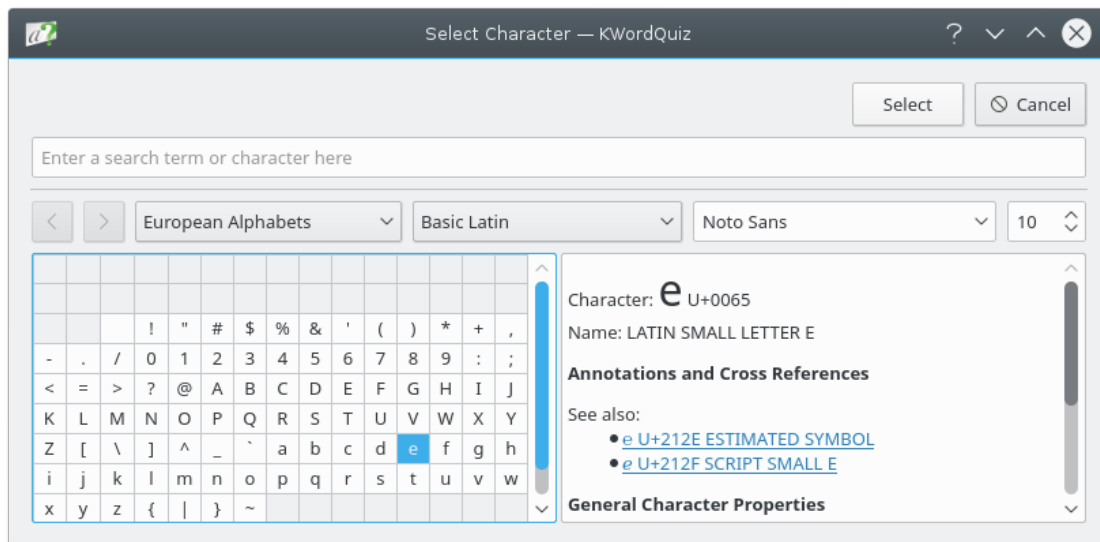 Select Character — KWordQuiz
Select
Cancel
Enter a search term or character here
European Alphabets
Basic Latin
Noto Sans
10
! " # $ % & ' ( ) * + ,
- . / 0 1 2 3 4 5 6 7 8 9 : ;
< = > ? @ A B C D E F G H I J
K L M N O P Q R S T U V W X Y
Z [ \ ] ^ _ ` a b c d e f g h
i j k l m n o p q r s t u v w
x y z { | } ~
Character: e U+0065
Name: LATIN SMALL LETTER E
Annotations and Cross References
See also:
• ℮ U+212E ESTIMATED SYMBOL
• ℯ U+212F SCRIPT SMALL E
General Character Properties